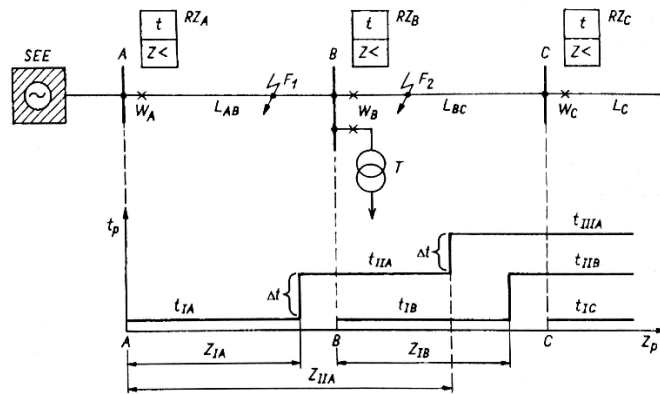 t RZA t RZB t RZC
Z< Z< Z<
SEE A B C
F1 F2
WA LAB WB LBC WC LC
T
tp
tIIIA
Δt
tIIA tIIB
Δt
tIA tIB tIC
A B C Zp
ZIA ZIB
ZIIA